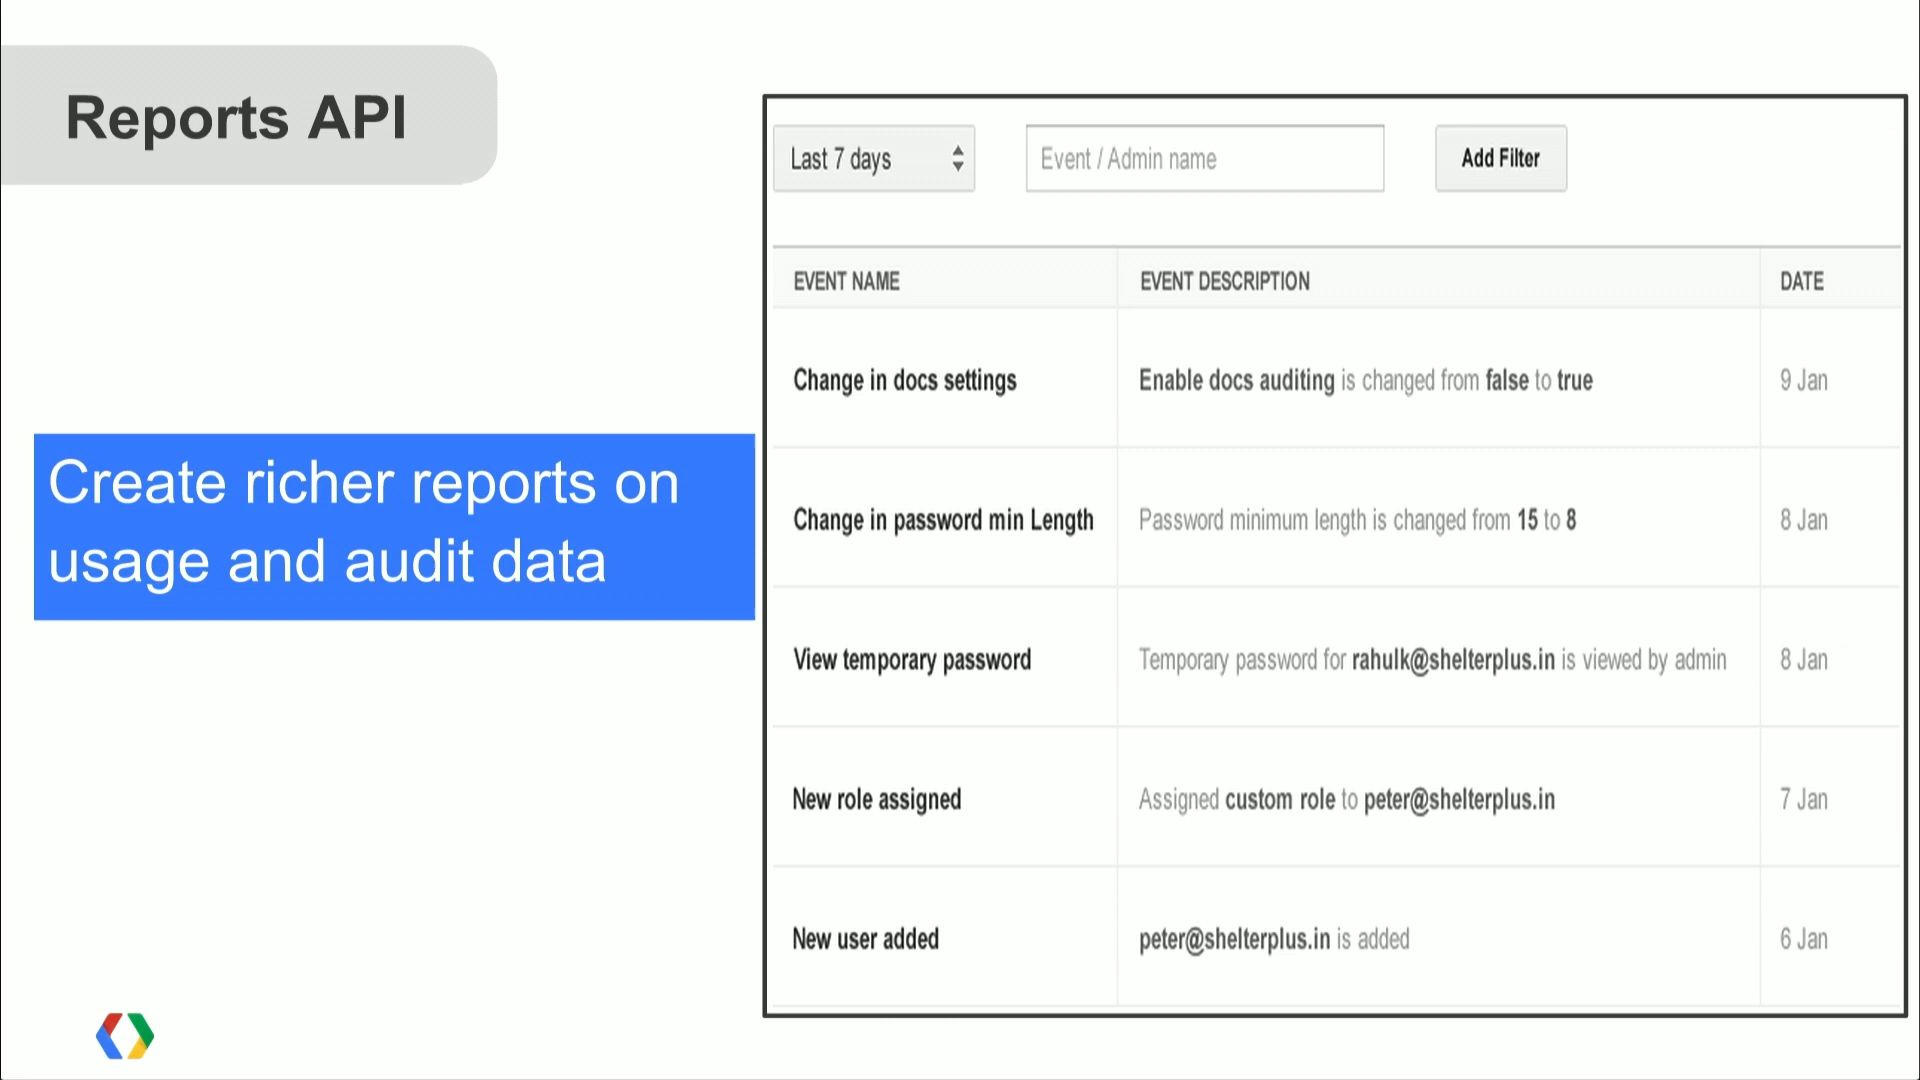 Reports API
Create richer reports on
usage and audit data
Last 7 days
Event / Admin name
Add Filter
EVENT NAME EVENT DESCRIPTION DATE
Change in docs settings Enable docs auditing is changed from false to true 9 Jan
Change in password min Length Password minimum length is changed from 15 to 8 8 Jan
View temporary password Temporary password for rahulk@shelterplus.in is viewed by admin 8 Jan
New role assigned Assigned custom role to peter@shelterplus.in 7 Jan
New user added peter@shelterplus.in is added 6 Jan